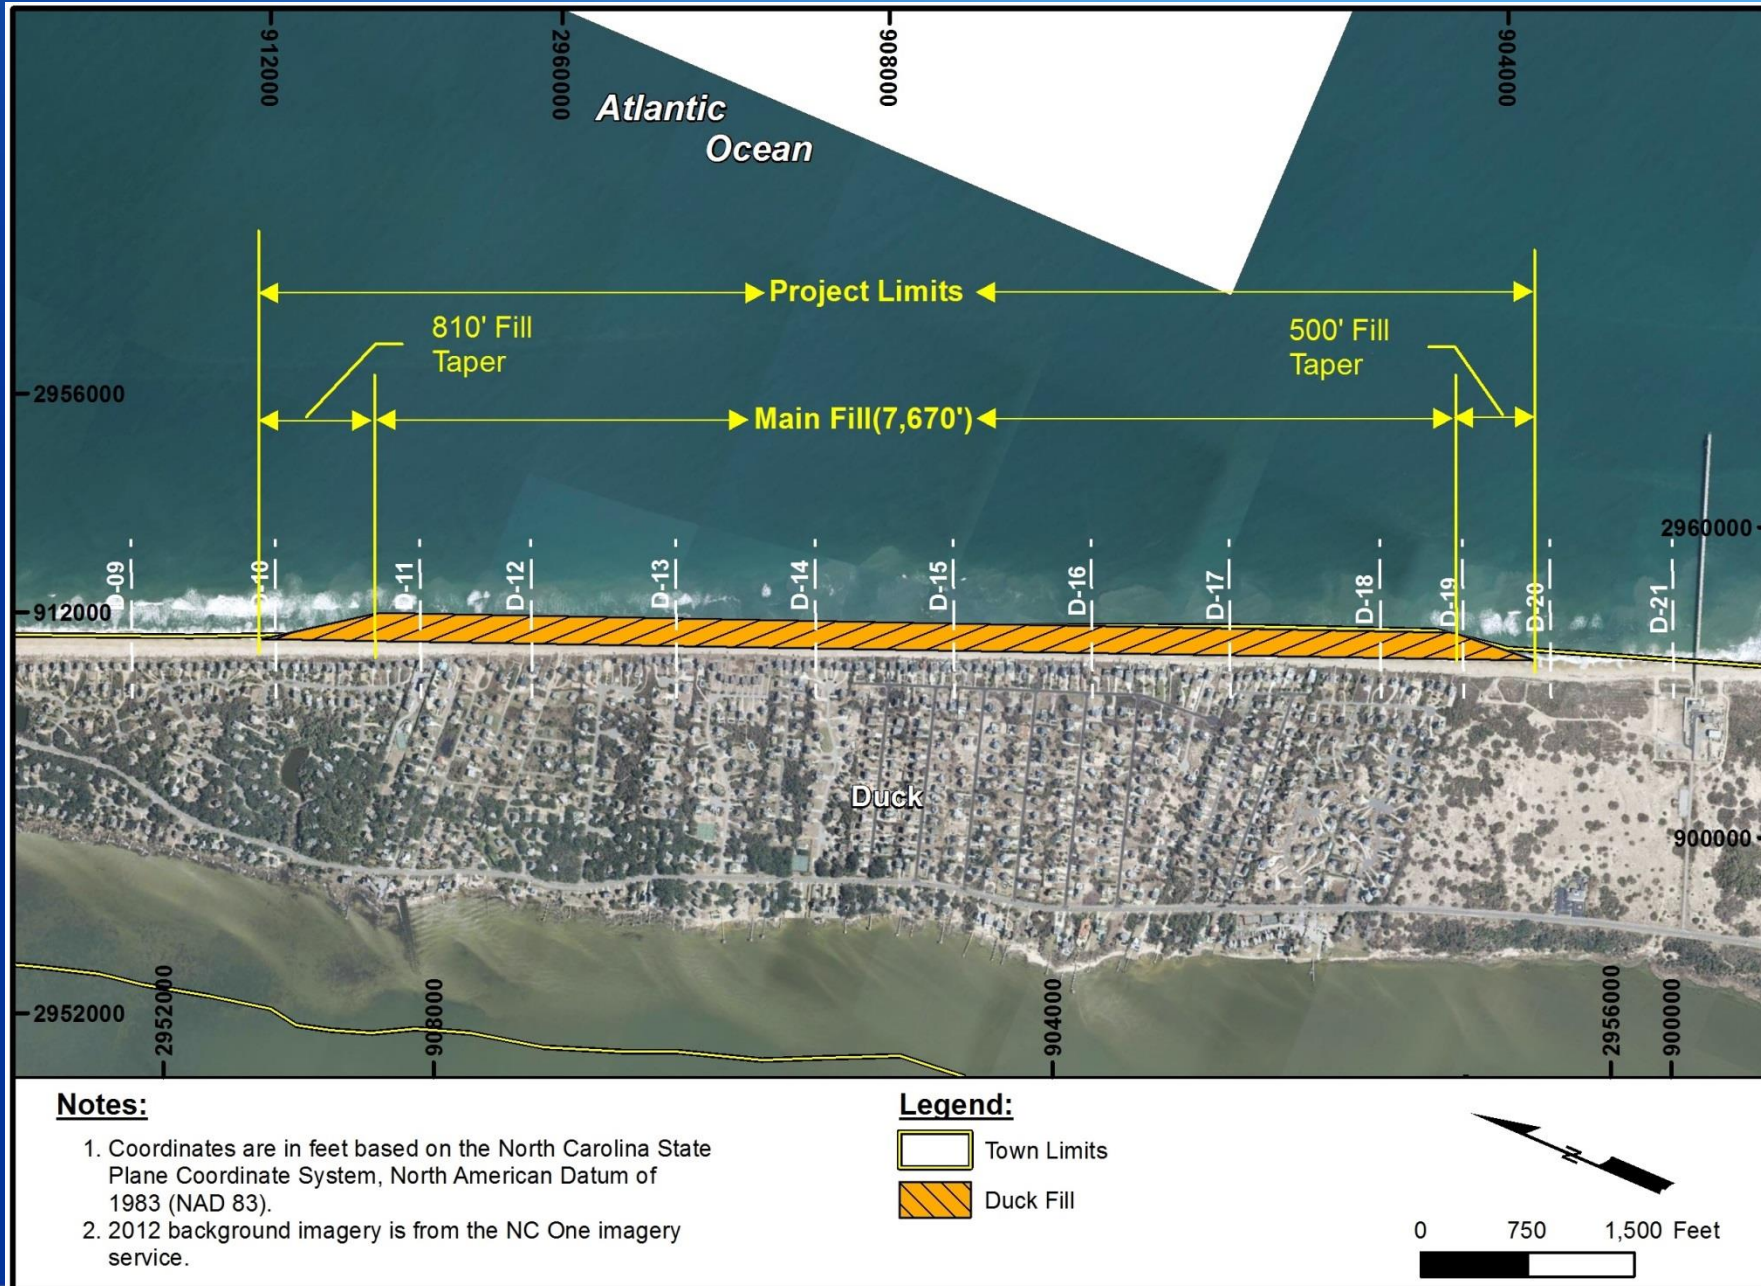 912000
2960000
908000
904000
Atlantic
Ocean
Project Limits
810' Fill
Taper
500' Fill
Taper
2956000
Main Fill(7,670')
2960000
D-09
D-10
D-11
D-12
D-13
D-14
D-15
D-16
D-17
D-18
D-19
D-20
D-21
912000
Duck
900000
2952000
2952000
908000
904000
2956000
900000
Notes:
1. Coordinates are in feet based on the North Carolina State
Plane Coordinate System, North American Datum of
1983 (NAD 83).
2. 2012 background imagery is from the NC One imagery
service.
Legend:
Town Limits
Duck Fill
N
0 750 1,500 Feet